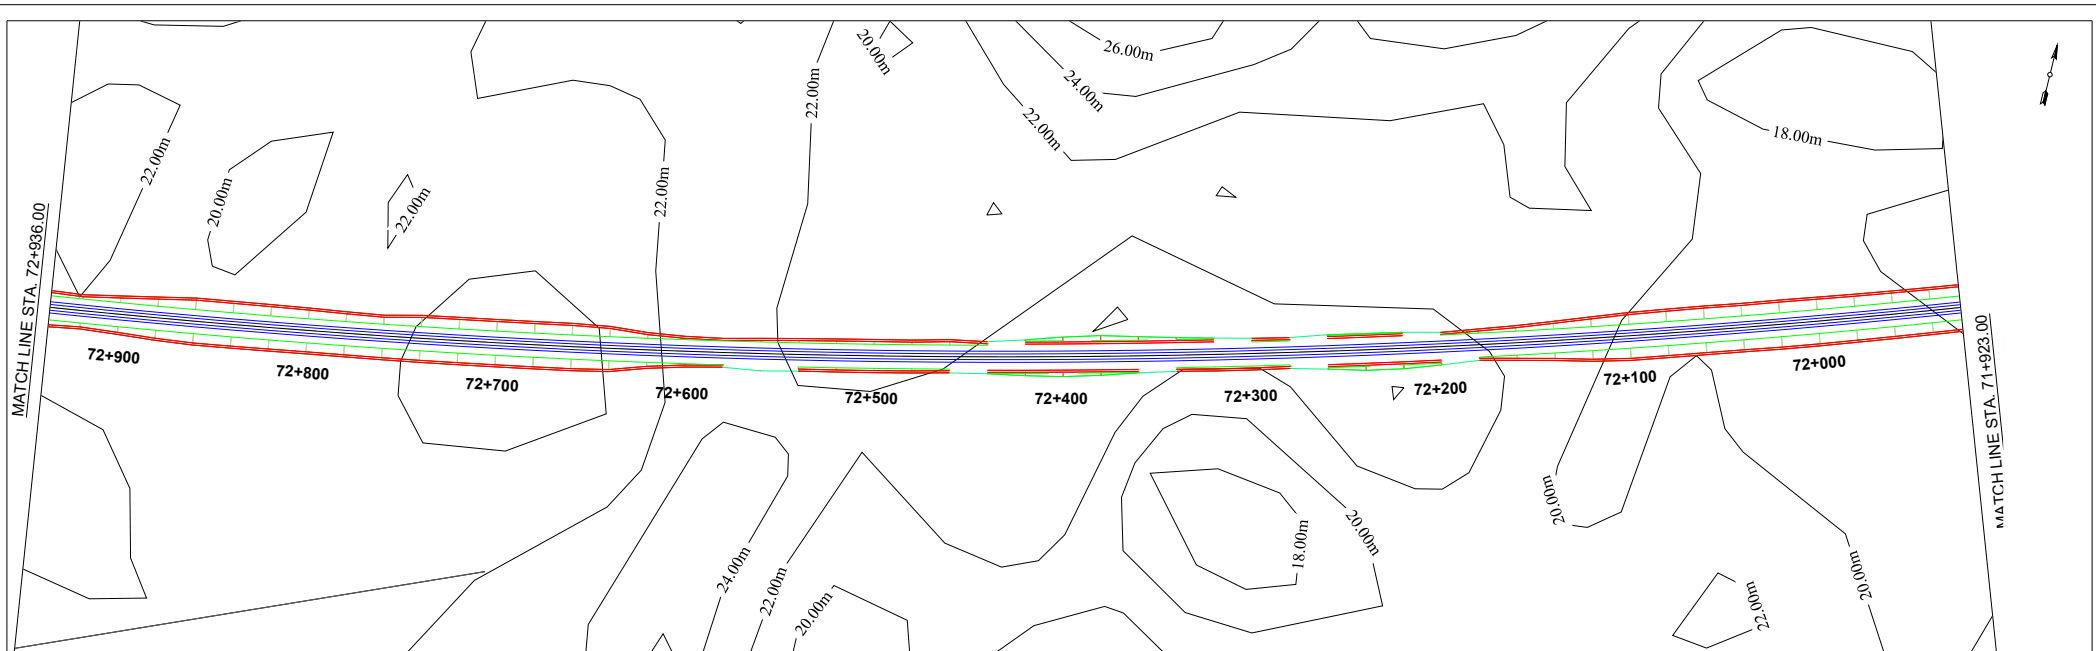 26.00m
20.00m
24.00m
22.00m
22.00m
18.00m
22.00m
20.00m
22.00m
22.00m
MATCH LINE STA. 72+936.00
MATCH LINE STA. 71+923.00
72+900
72+800
72+700
72+600
72+500
72+400
72+300
72+200
72+100
72+000
20.00m
18.00m
20.00m
24.00m
22.00m
20.00m
20.00m
22.00m